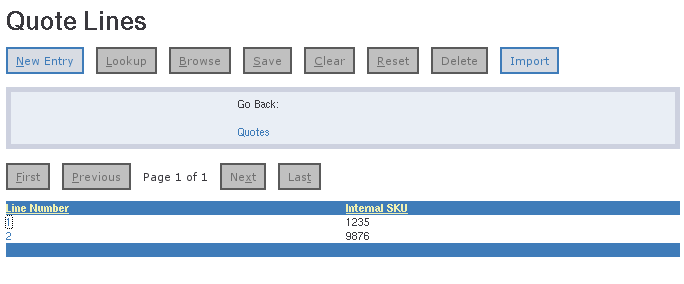 Quote Lines
New Entry Lookup Browse Save Clear Reset Delete Import
Go Back:
Quotes
First Previous Page 1 of 1 Next Last
Line Number Internal SKU
1 1235
2 9876